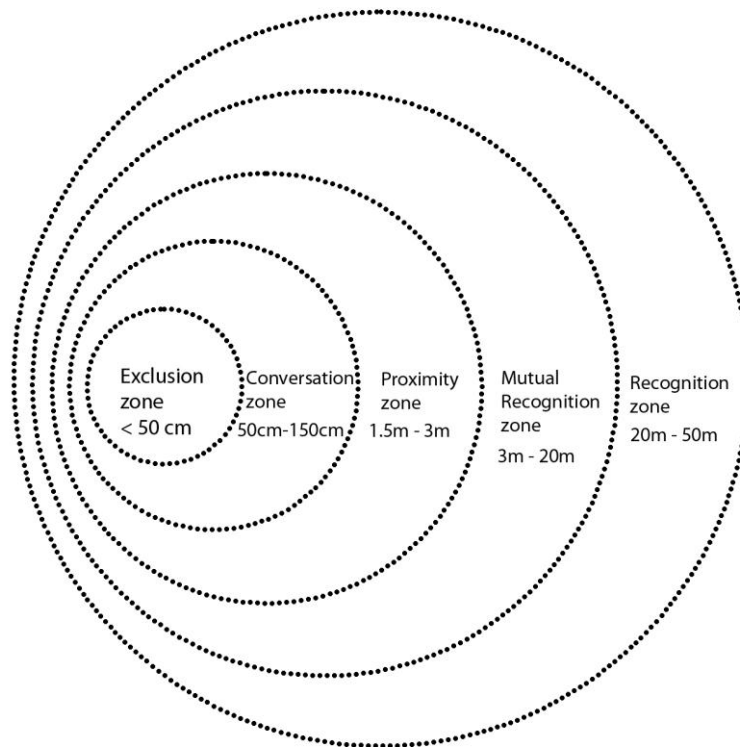 Exclusion
zone
< 50 cm
Conversation
zone
50cm-150cm
Proximity
zone
1.5m - 3m
Mutual
Recognition
zone
3m - 20m
Recognition
zone
20m - 50m